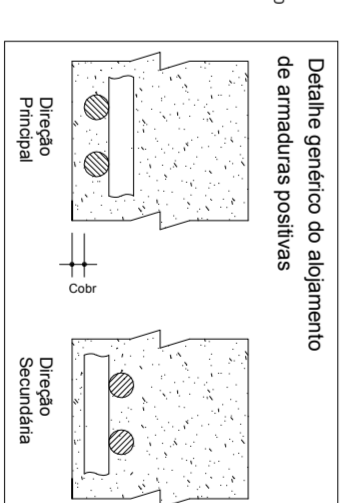 Detalhe genérico do alojamento
de armaduras positivas
Cobr
Direção
Principal
Direção
Secundária